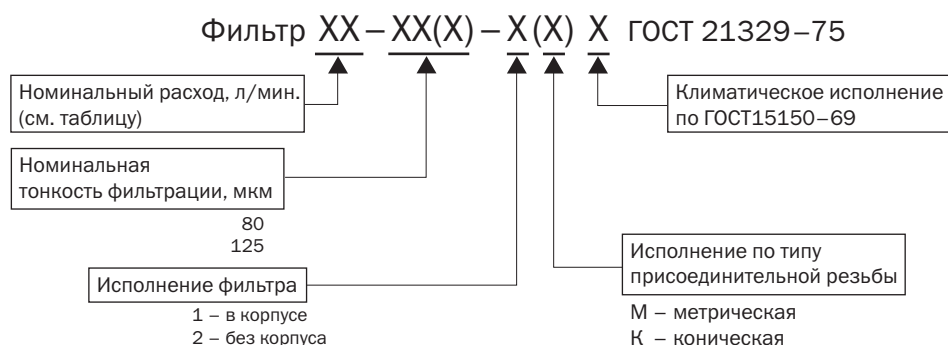 Фильтр XX – XX(X) – X (X) X ГОСТ 21329–75
Номинальный расход, л/мин.
(см. таблицу)
Климатическое исполнение
по ГОСТ15150–69
Номинальная
тонкость фильтрации, мкм
80
125
Исполнение по типу
присоединительной резьбы
М – метрическая
К – коническая
Исполнение фильтра
1 – в корпусе
2 – без корпуса